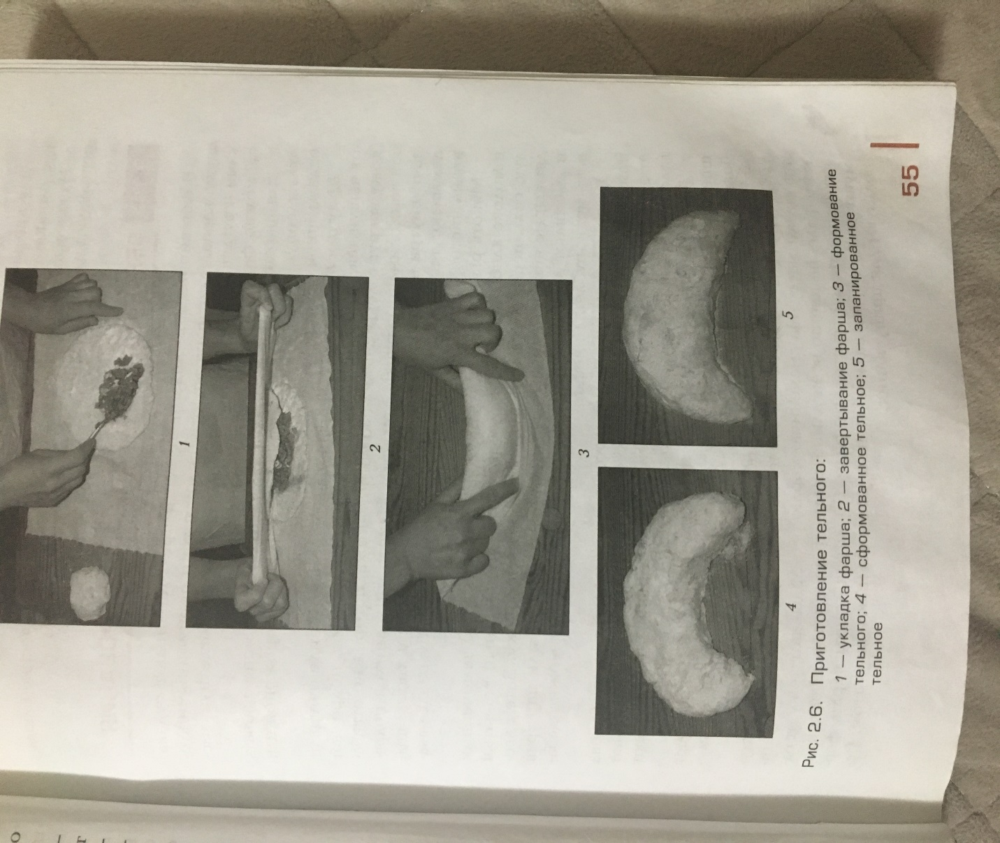 1
2
3
4
5
Рис. 2.6. Приготовление тельного:
1 — укладка фарша; 2 — завертывание фарша; 3 — формование
тельного; 4 — сформованное тельное; 5 — запанированное
тельное
55